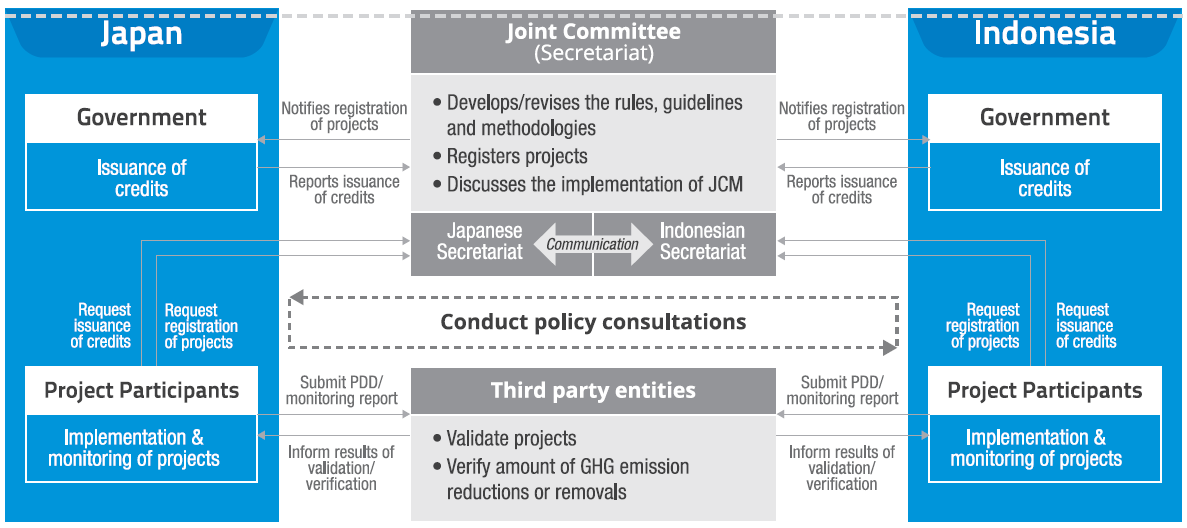 Japan
Government
Issuance of
credits
Request
issuance
of credits
Request
registration
of projects
Project Participants
Implementation &
monitoring of projects
Notifies registration
of projects
Reports issuance
of credits
Submit PDD/
monitoring report
Inform results of
validation/
verification
Joint Committee
(Secretariat)
• Develops/revises the rules, guidelines
and methodologies
• Registers projects
• Discusses the implementation of JCM
Japanese
Secretariat
Communication
Indonesian
Secretariat
Conduct policy consultations
Third party entities
• Validate projects
• Verify amount of GHG emission
reductions or removals
Notifies registration
of projects
Reports issuance
of credits
Submit PDD/
monitoring report
Inform results of
validation/
verification
Indonesia
Government
Issuance of
credits
Request
registration
of projects
Request
issuance
of credits
Project Participants
Implementation &
monitoring of projects